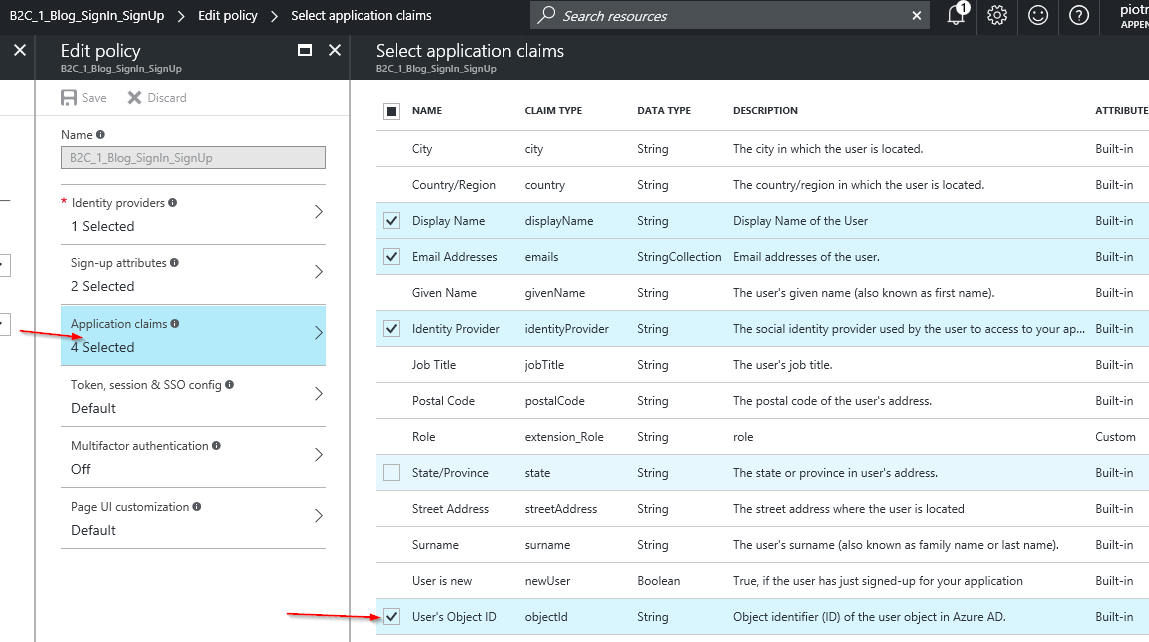 B2C_1_Blog_SignIn_SignUp > Edit policy > Select application claims
Search resources
1
piotr
APPEN
Edit policy
B2C_1_Blog_SignIn_SignUp
Save Discard
Name
B2C_1_Blog_SignIn_SignUp
* Identity providers
1 Selected
Sign-up attributes
2 Selected
Application claims
4 Selected
Token, session & SSO config
Default
Multifactor authentication
Off
Page UI customization
Default
Select application claims
B2C_1_Blog_SignIn_SignUp
NAME CLAIM TYPE DATA TYPE DESCRIPTION ATTRIBUTE
City city String The city in which the user is located. Built-in
Country/Region country String The country/region in which the user is located. Built-in
Display Name displayName String Display Name of the User Built-in
Email Addresses emails StringCollection Email addresses of the user. Built-in
Given Name givenName String The user's given name (also known as first name). Built-in
Identity Provider identityProvider String The social identity provider used by the user to access to your ap... Built-in
Job Title jobTitle String The user's job title. Built-in
Postal Code postalCode String The postal code of the user's address. Built-in
Role extension_Role String role Custom
State/Province state String The state or province in user's address. Built-in
Street Address streetAddress String The street address where the user is located Built-in
Surname surname String The user's surname (also known as family name or last name). Built-in
User is new newUser Boolean True, if the user has just signed-up for your application Built-in
User's Object ID objectId String Object identifier (ID) of the user object in Azure AD. Built-in